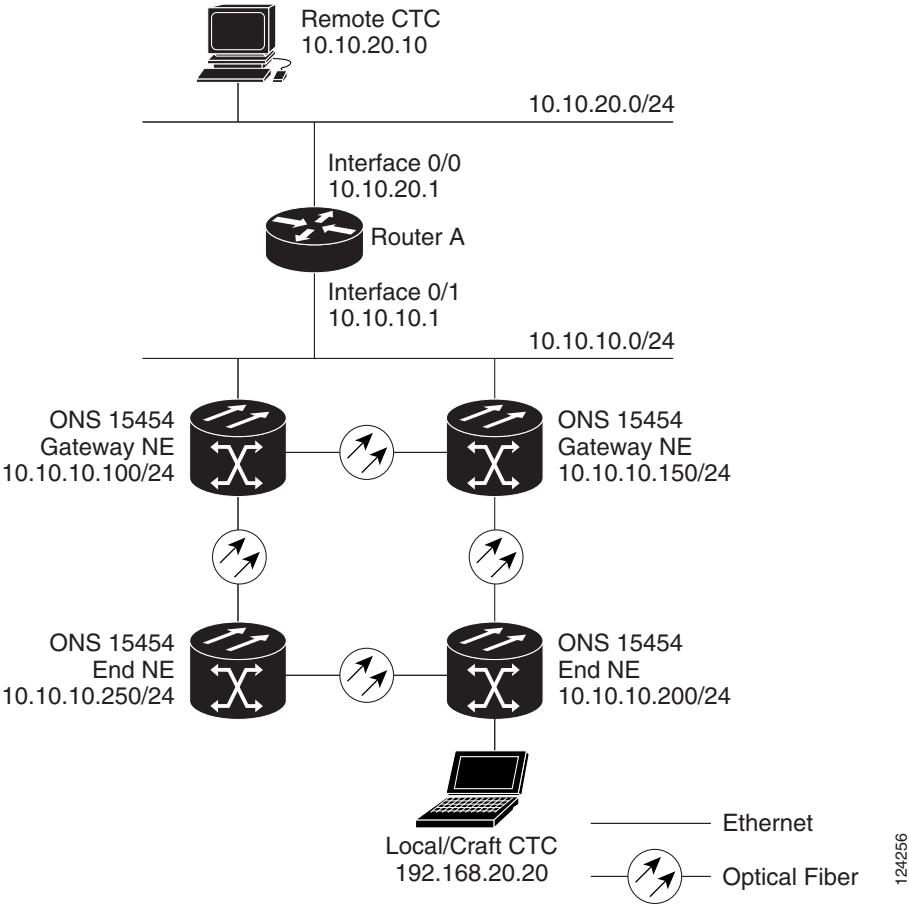 Remote CTC
10.10.20.10
10.10.20.0/24
Interface 0/0
10.10.20.1
Router A
Interface 0/1
10.10.10.1
10.10.10.0/24
ONS 15454
Gateway NE
10.10.10.100/24
ONS 15454
Gateway NE
10.10.10.150/24
ONS 15454
End NE
10.10.10.250/24
ONS 15454
End NE
10.10.10.200/24
Local/Craft CTC
192.168.20.20
Ethernet
Optical Fiber
124256